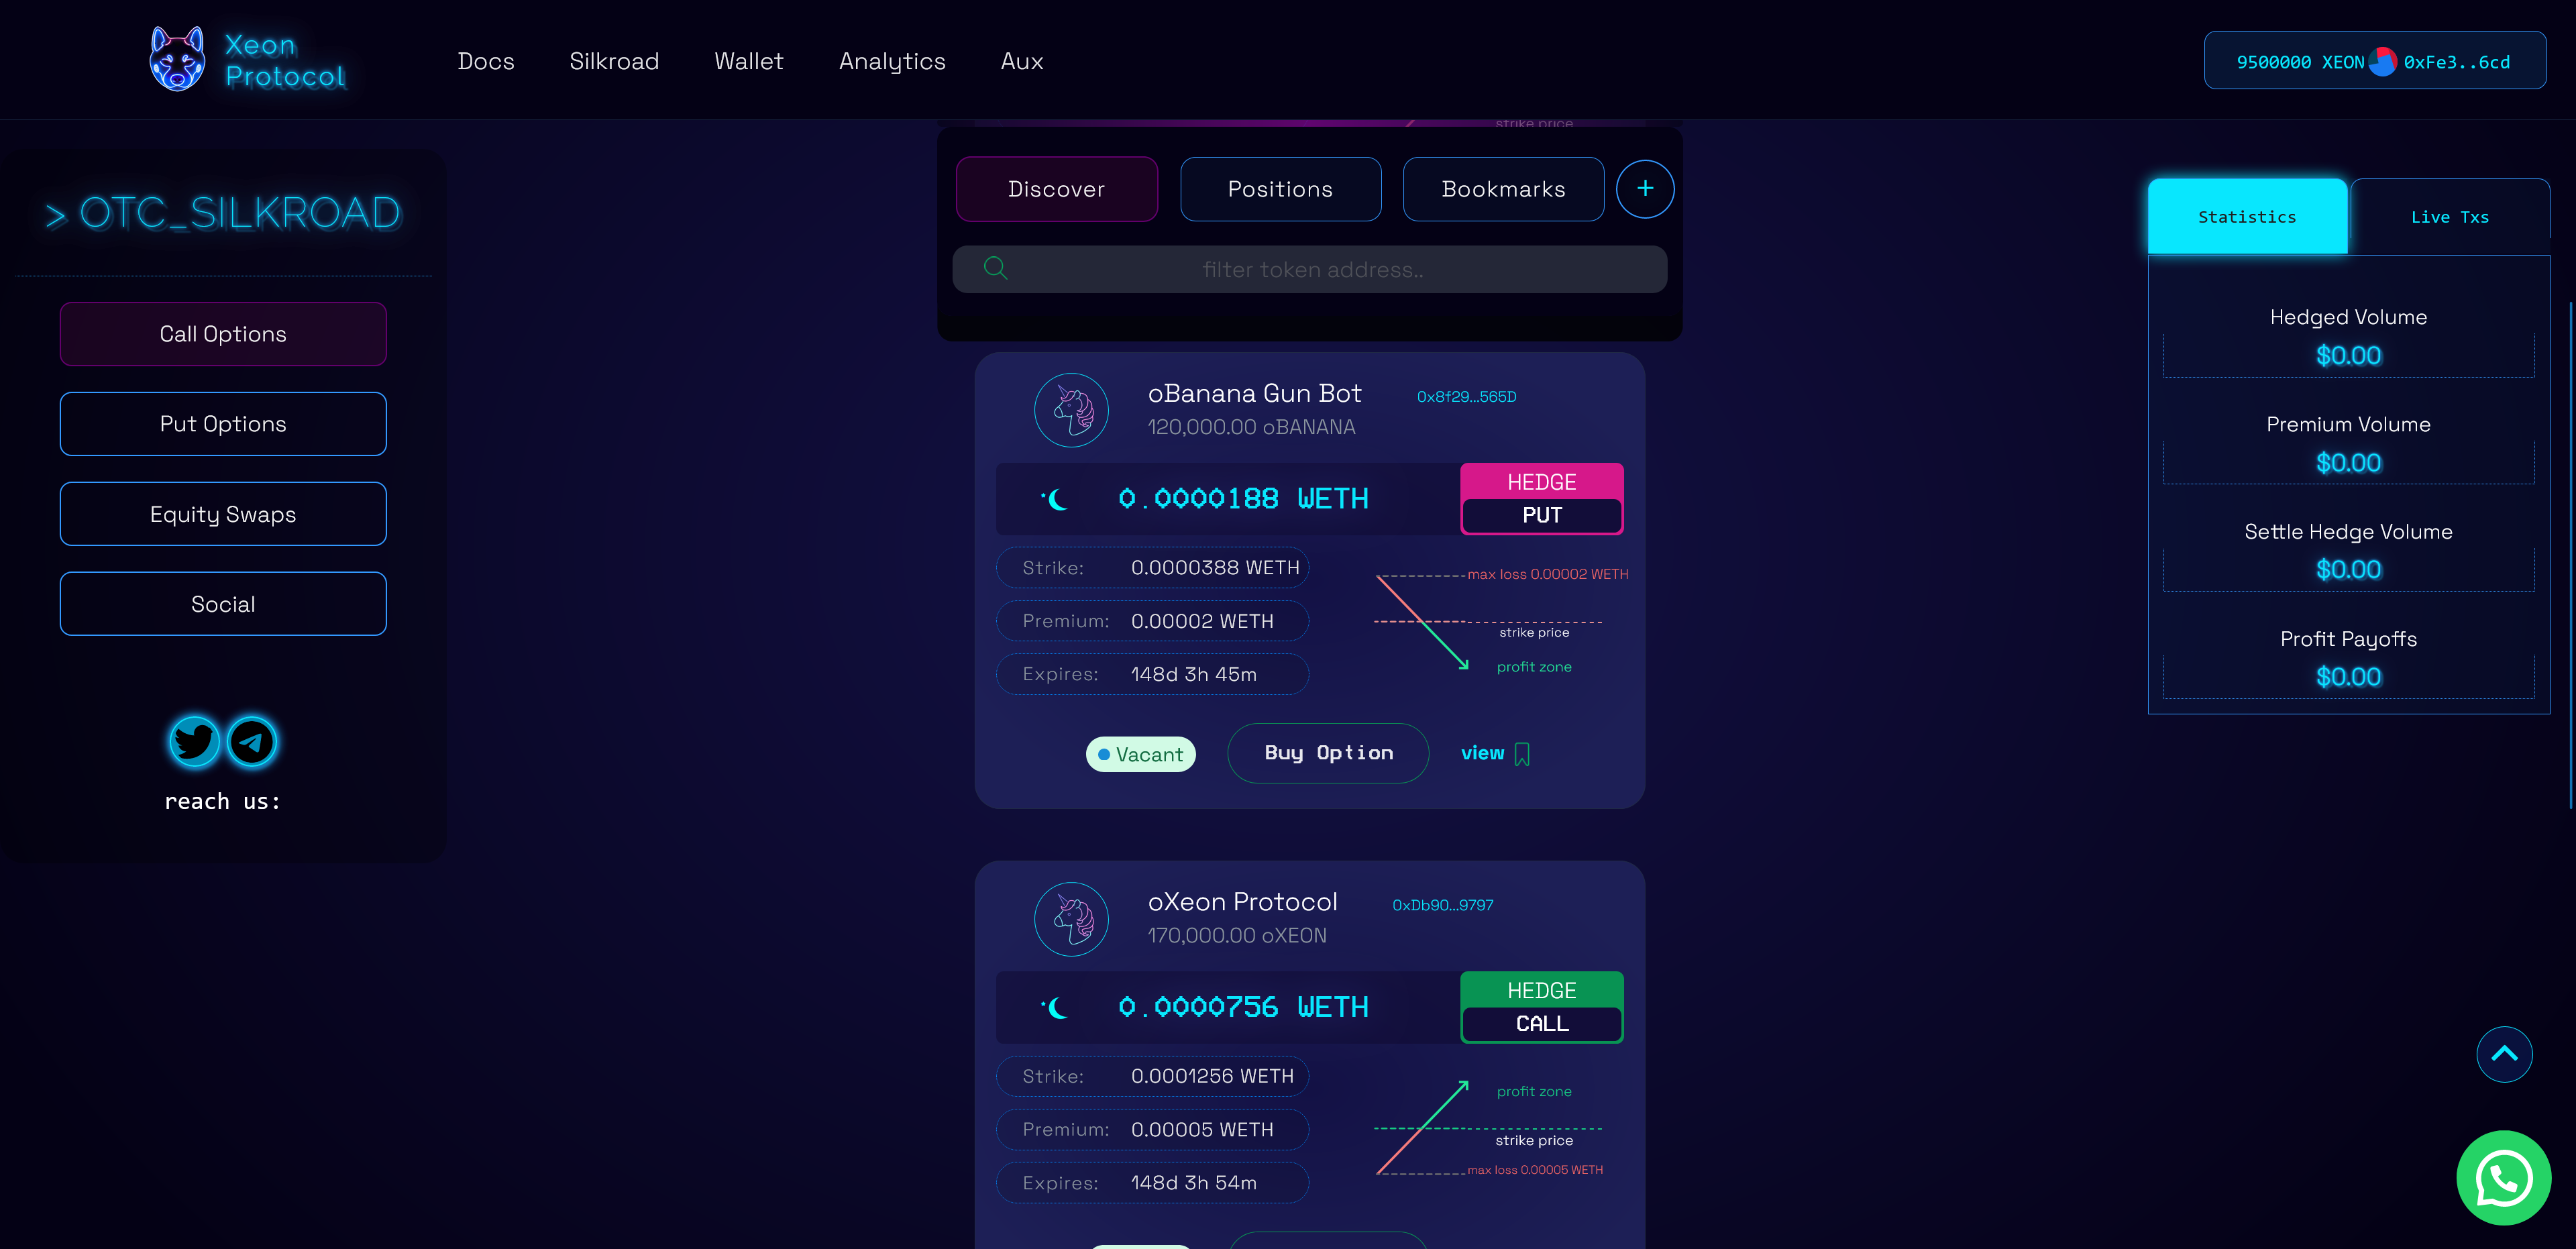 Xeon
Protocol
Docs
Silkroad
Wallet
Analytics
Aux
9500000 XEON
0xFe3..6cd
> OTC_SILKROAD
Call Options
Put Options
Equity Swaps
Social
reach us:
strike price
Discover
Positions
Bookmarks
+
filter token address..
oBanana Gun Bot
0x8f29...565D
120,000.00 oBANANA
0.0000188 WETH
HEDGE
PUT
Strike: 0.0000388 WETH
Premium: 0.00002 WETH
Expires: 148d 3h 45m
max loss 0.00002 WETH
strike price
profit zone
Vacant
Buy Option
view
oXeon Protocol
0xDb90...9797
170,000.00 oXEON
0.0000756 WETH
HEDGE
CALL
Strike: 0.0001256 WETH
Premium: 0.00005 WETH
Expires: 148d 3h 54m
profit zone
strike price
max loss 0.00005 WETH
Statistics
Live Txs
Hedged Volume
$0.00
Premium Volume
$0.00
Settle Hedge Volume
$0.00
Profit Payoffs
$0.00